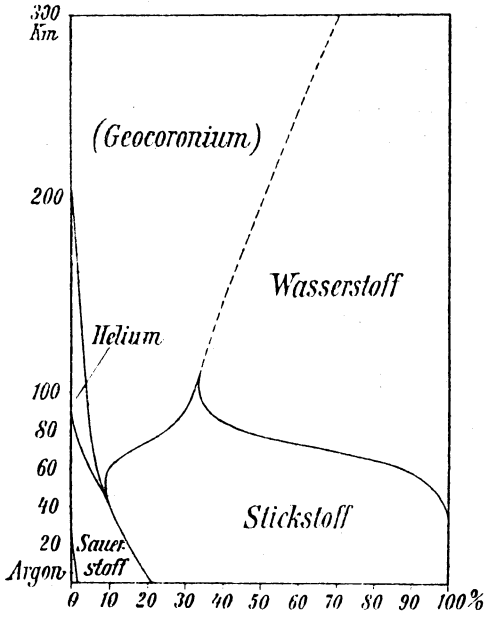 300
Km
(Geocoronium)
200
Wasserstoff
Helium
100
80
60
40
Stickstoff
20
Sauer-
stoff
Argon
0 10 20 30 40 50 60 70 80 90 100%